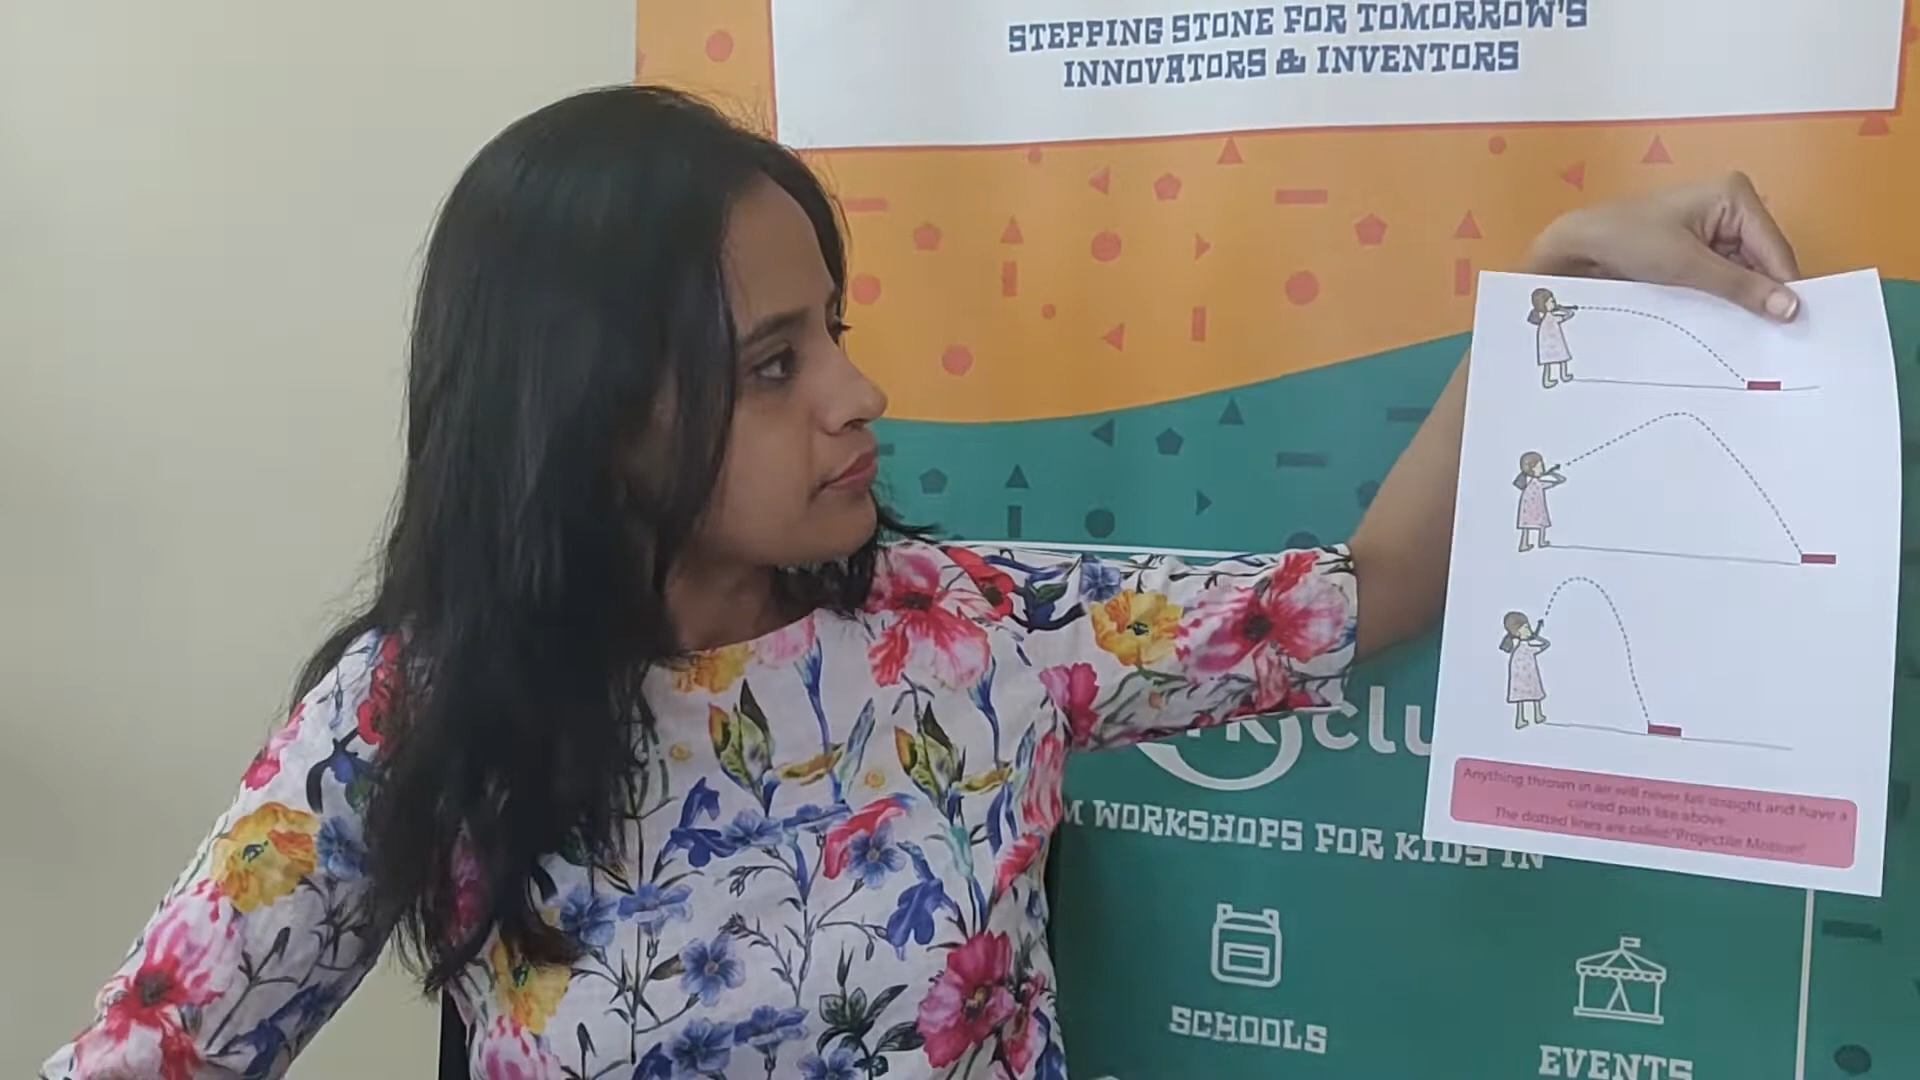 STEPPING STONE FOR TOMORROW'S
INNOVATORS & INVENTORS
clu
M WORKSHOPS FOR KIDS IN
SCHOOLS
EVENTS
Anything thrown in air will never fall straight and have a
curved path like above.
The dotted lines are called "Projectile Motion"